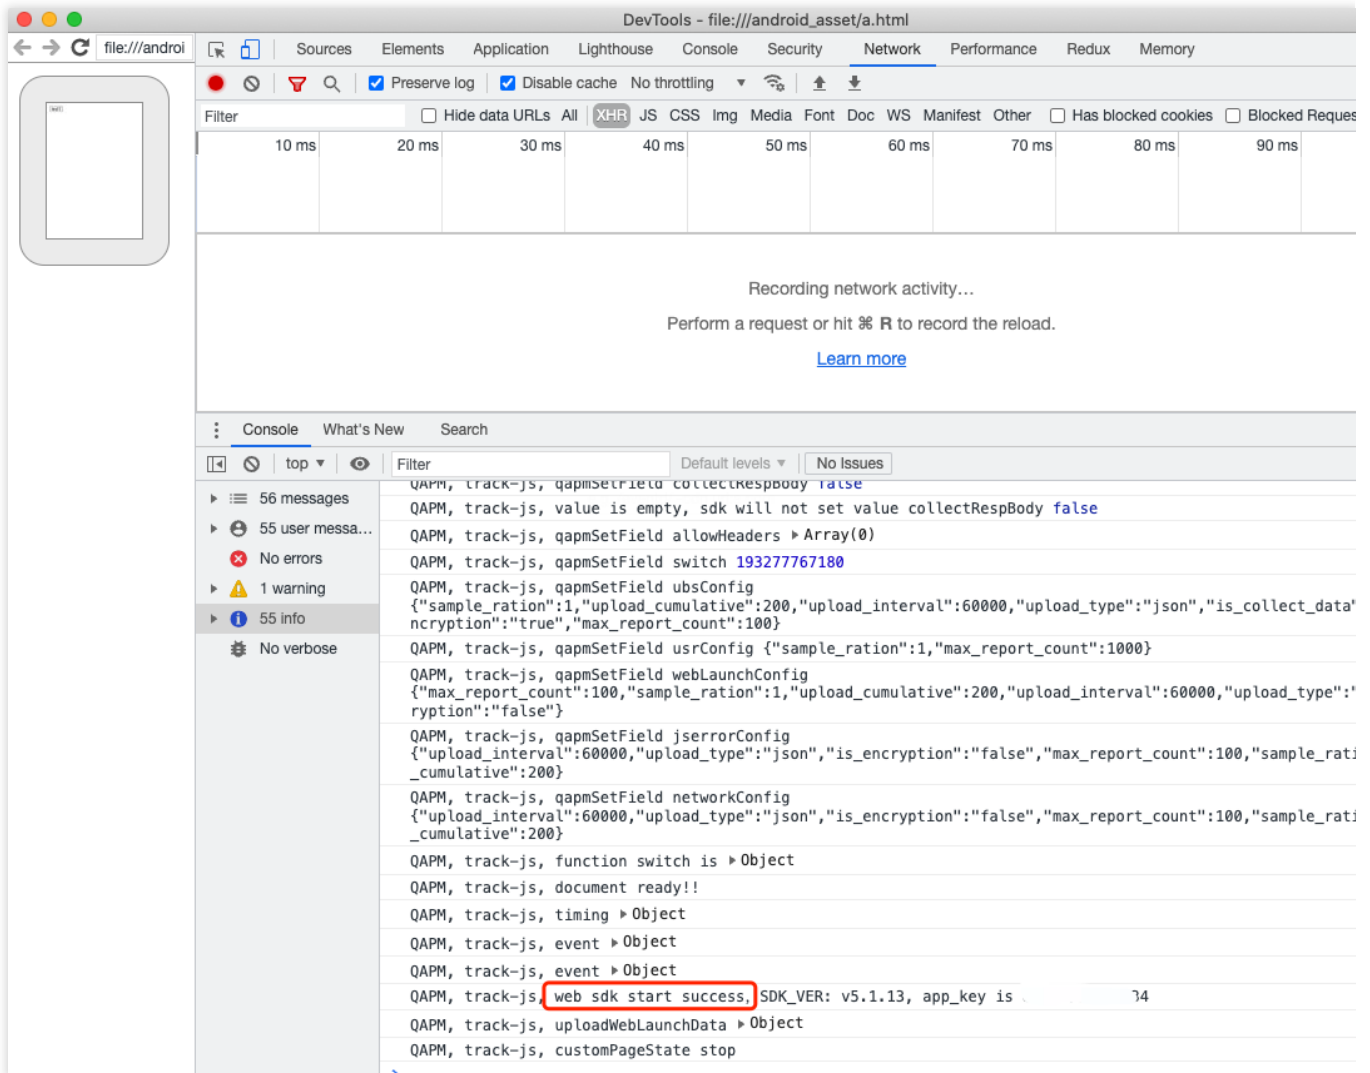 DevTools - file:///android_asset/a.html
file:///androi
Sources Elements Application Lighthouse Console Security Network Performance Redux Memory
Preserve log Disable cache No throttling
Filter Hide data URLs All XHR JS CSS Img Media Font Doc WS Manifest Other Has blocked cookies Blocked Reques
10 ms 20 ms 30 ms 40 ms 50 ms 60 ms 70 ms 80 ms 90 ms
Recording network activity…
Perform a request or hit ⌘ R to record the reload.
Learn more
Console What's New Search
top Filter Default levels No Issues
56 messages
55 user messa…
No errors
1 warning
55 info
No verbose
QAPM, track-js, qapmSetField collectRespBody false
QAPM, track-js, value is empty, sdk will not set value collectRespBody false
QAPM, track-js, qapmSetField allowHeaders Array(0)
QAPM, track-js, qapmSetField switch 193277767180
QAPM, track-js, qapmSetField ubsConfig
{"sample_ration":1,"upload_cumulative":200,"upload_interval":60000,"upload_type":"json","is_collect_data"
ncryption":"true","max_report_count":100}
QAPM, track-js, qapmSetField usrConfig {"sample_ration":1,"max_report_count":1000}
QAPM, track-js, qapmSetField webLaunchConfig
{"max_report_count":100,"sample_ration":1,"upload_cumulative":200,"upload_interval":60000,"upload_type":"
ryption":"false"}
QAPM, track-js, qapmSetField jserrorConfig
{"upload_interval":60000,"upload_type":"json","is_encryption":"false","max_report_count":100,"sample_rati
_cumulative":200}
QAPM, track-js, qapmSetField networkConfig
{"upload_interval":60000,"upload_type":"json","is_encryption":"false","max_report_count":100,"sample_rati
_cumulative":200}
QAPM, track-js, function switch is Object
QAPM, track-js, document ready!!
QAPM, track-js, timing Object
QAPM, track-js, event Object
QAPM, track-js, event Object
QAPM, track-js, web sdk start success, SDK_VER: v5.1.13, app_key is 34
QAPM, track-js, uploadWebLaunchData Object
QAPM, track-js, customPageState stop